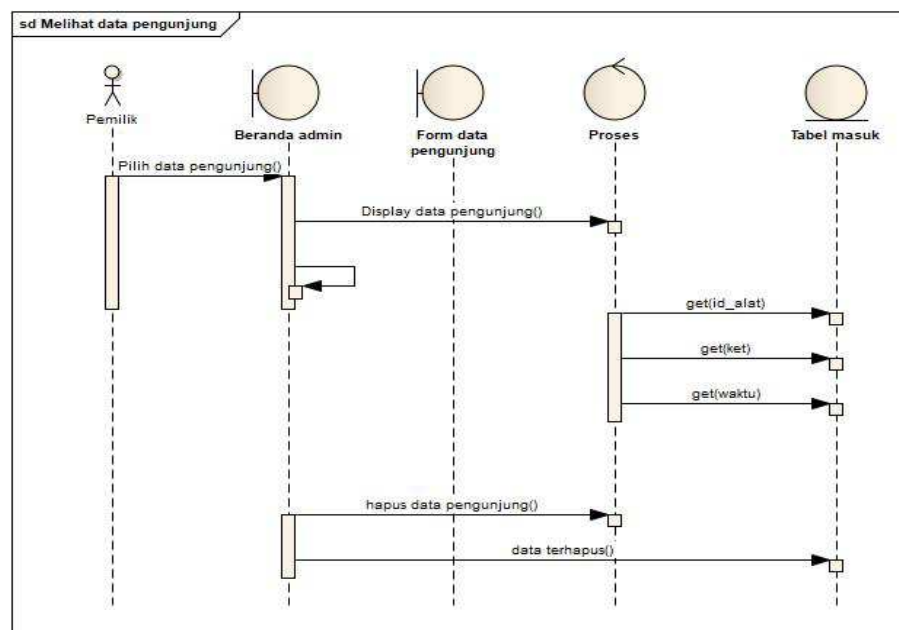 sd Melihat data pengunjung
Pemilik
Beranda admin
Form data
pengunjung
Proses
Tabel masuk
Pilih data pengunjung()
Display data pengunjung()
get(id_alat)
get(ket)
get(waktu)
hapus data pengunjung()
data terhapus()